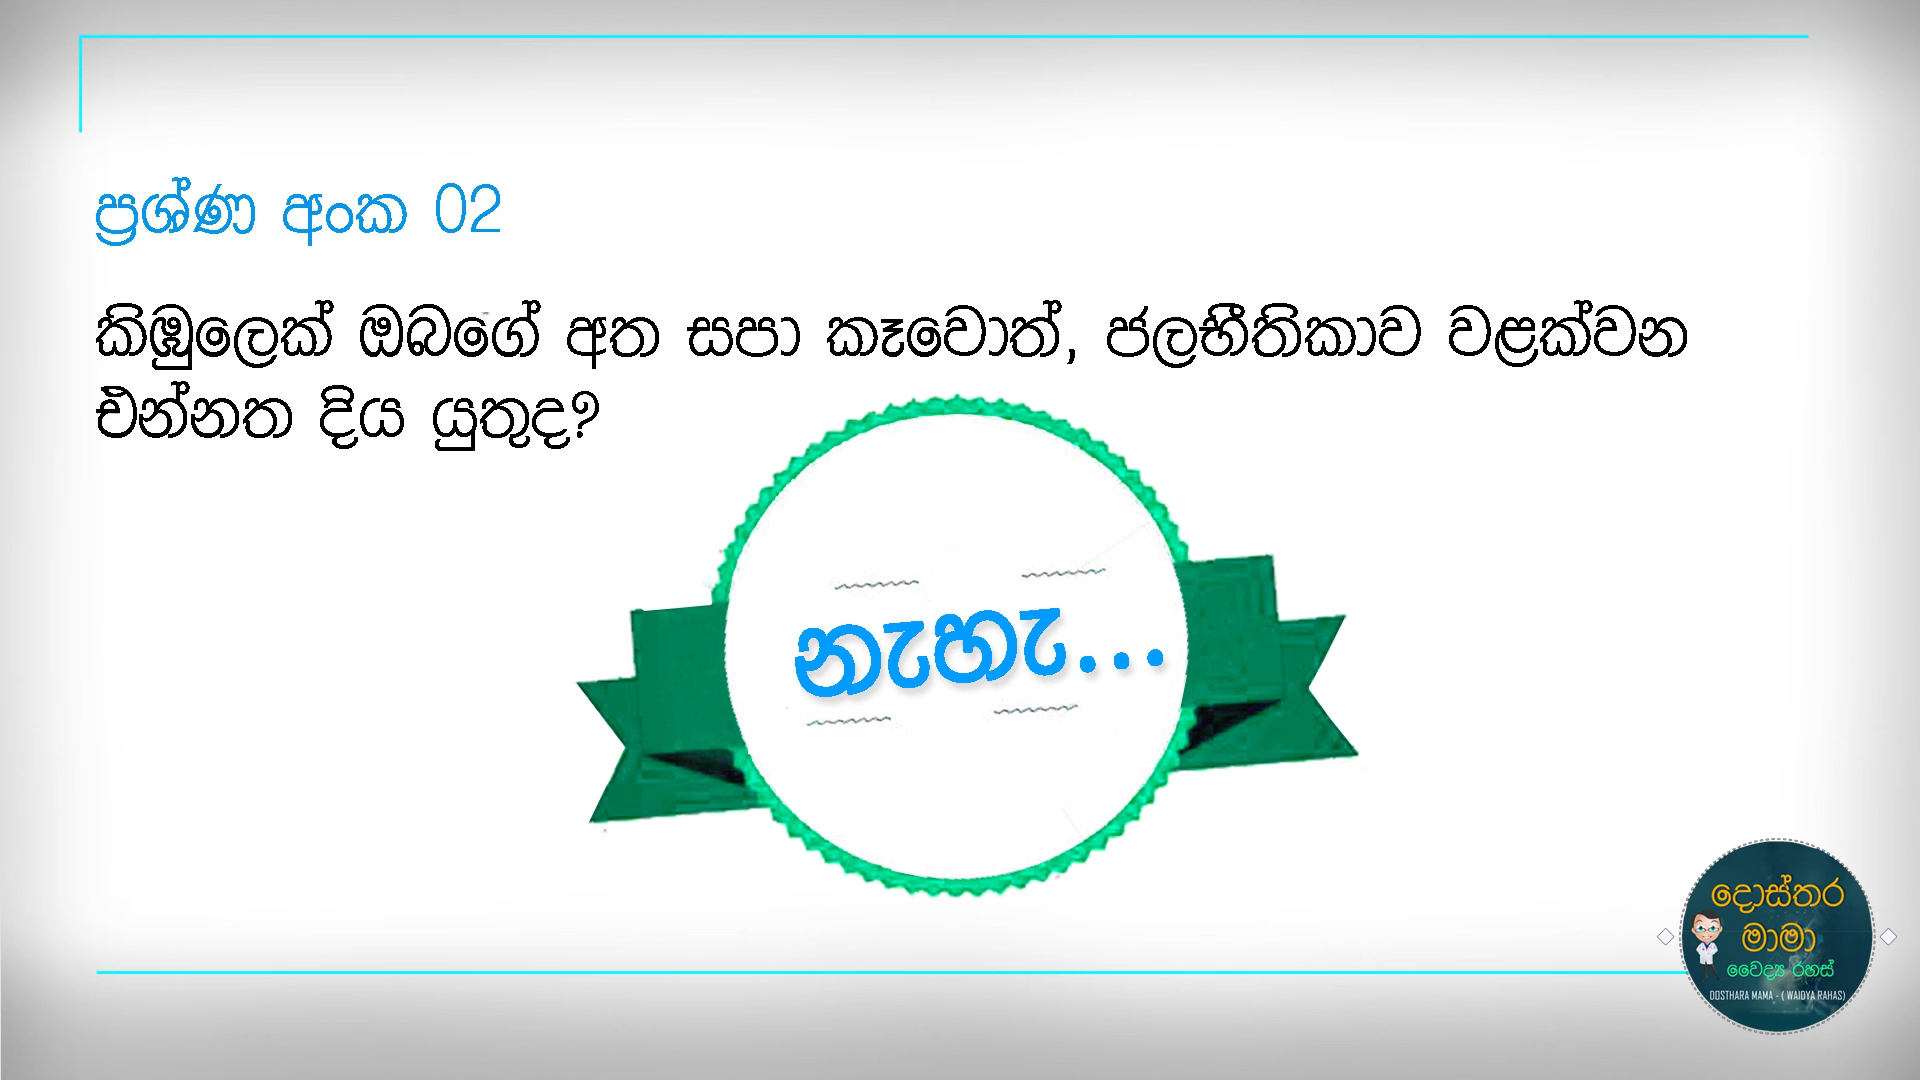 ප්‍රශ්ණ අංක 02
කිඹුලෙක් ඔබගේ අත සපා කෑවොත්, ජලභීතිකාව වළක්වන
එන්නත දිය යුතුද?
නැහැ...
දොස්තර
මාමා
වෛද්‍ය රහස්
DOSTHARA MAMA - ( WAIDYA RAHAS)